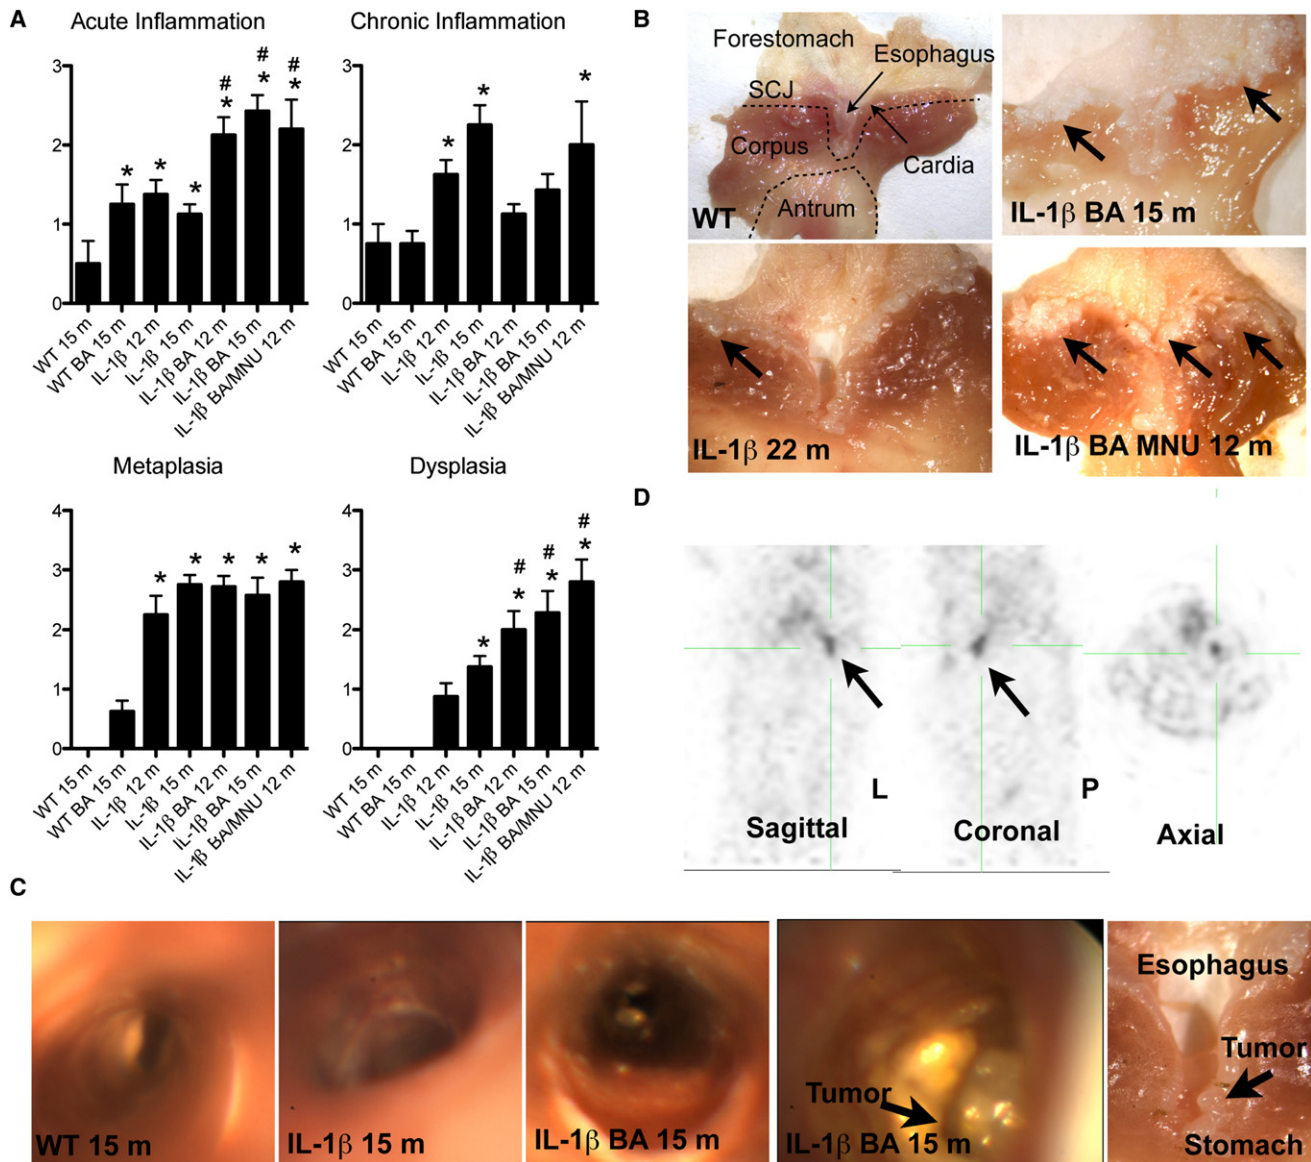 A
Acute Inflammation
3
2
1
0
*
*
*
#
*
#
*
#
*
WT 15 m
WT BA 15 m
IL-1β 12 m
IL-1β 15 m
IL-1β BA 12 m
IL-1β BA 15 m
IL-1β BA/MNU 12 m
Chronic Inflammation
3
2
1
0
*
*
*
WT 15 m
WT BA 15 m
IL-1β 12 m
IL-1β 15 m
IL-1β BA 12 m
IL-1β BA 15 m
IL-1β BA/MNU 12 m
Metaplasia
4
3
2
1
0
*
*
*
*
*
WT 15 m
WT BA 15 m
IL-1β 12 m
IL-1β 15 m
IL-1β BA 12 m
IL-1β BA 15 m
IL-1β BA/MNU 12 m
Dysplasia
4
3
2
1
0
*
#
*
#
*
#
*
WT 15 m
WT BA 15 m
IL-1β 12 m
IL-1β 15 m
IL-1β BA 12 m
IL-1β BA 15 m
IL-1β BA/MNU 12 m
B
Forestomach
Esophagus
SCJ
Corpus
Cardia
Antrum
WT
IL-1β BA 15 m
IL-1β 22 m
IL-1β BA MNU 12 m
D
L
P
Sagittal
Coronal
Axial
C
WT 15 m
IL-1β 15 m
IL-1β BA 15 m
Tumor
IL-1β BA 15 m
Esophagus
Tumor
Stomach